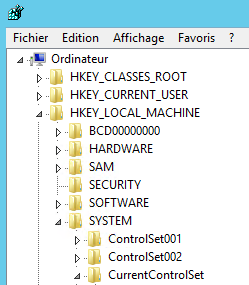 Fichier Edition Affichage Favoris ?
Ordinateur
HKEY_CLASSES_ROOT
HKEY_CURRENT_USER
HKEY_LOCAL_MACHINE
BCD00000000
HARDWARE
SAM
SECURITY
SOFTWARE
SYSTEM
ControlSet001
ControlSet002
CurrentControlSet